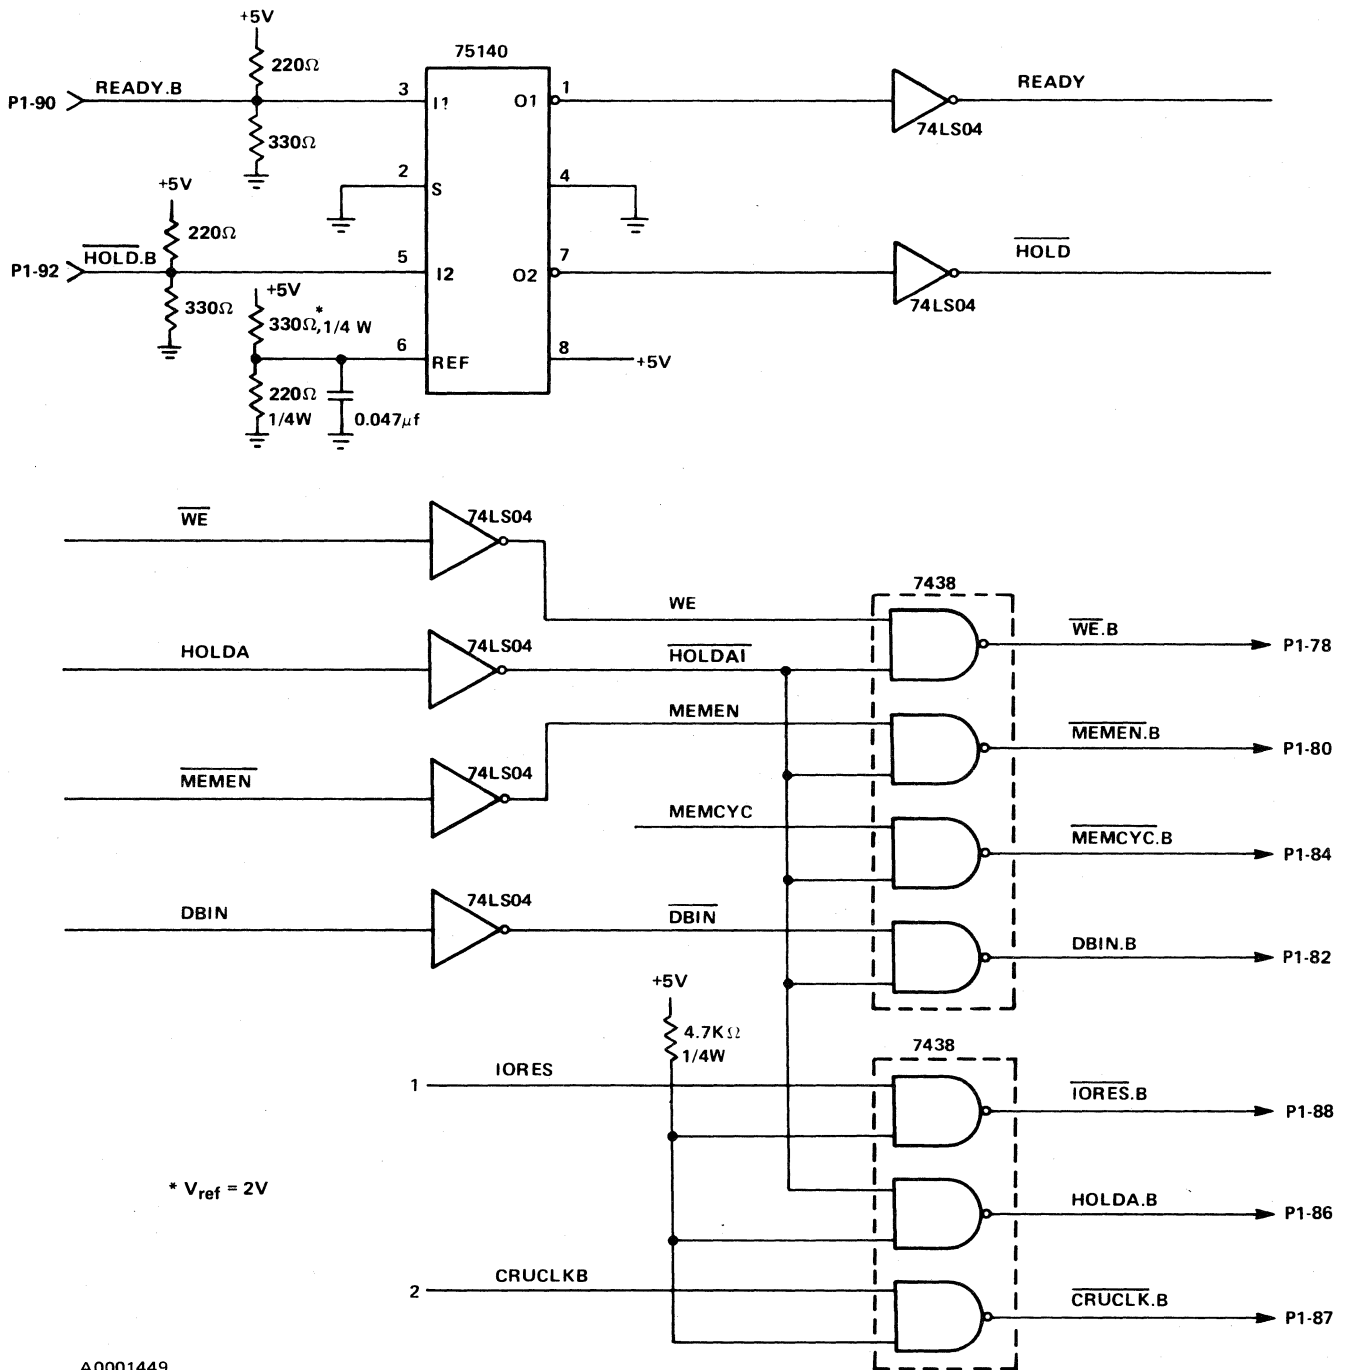 +5V
75140
220Ω
READY.B
P1-90
3
I1
O1
1
READY
74LS04
330Ω
+5V
2
S
4
220Ω
HOLD.B
P1-92
5
I2
O2
7
HOLD
74LS04
+5V
330Ω
330Ω,* 1/4 W
6
REF
8
+5V
220Ω
1/4W
0.047μf
WE
74LS04
7438
WE
WE.B
P1-78
HOLDA
74LS04
HOLDAI
MEMEN
MEMEN.B
P1-80
MEMEN
74LS04
MEMCYC
MEMCYC.B
P1-84
DBIN
74LS04
DBIN
DBIN.B
P1-82
+5V
4.7KΩ
1/4W
7438
1
IORES
IORES.B
P1-88
* Vref = 2V
HOLDA.B
P1-86
2
CRUCLKB
CRUCLK.B
P1-87
A0001449